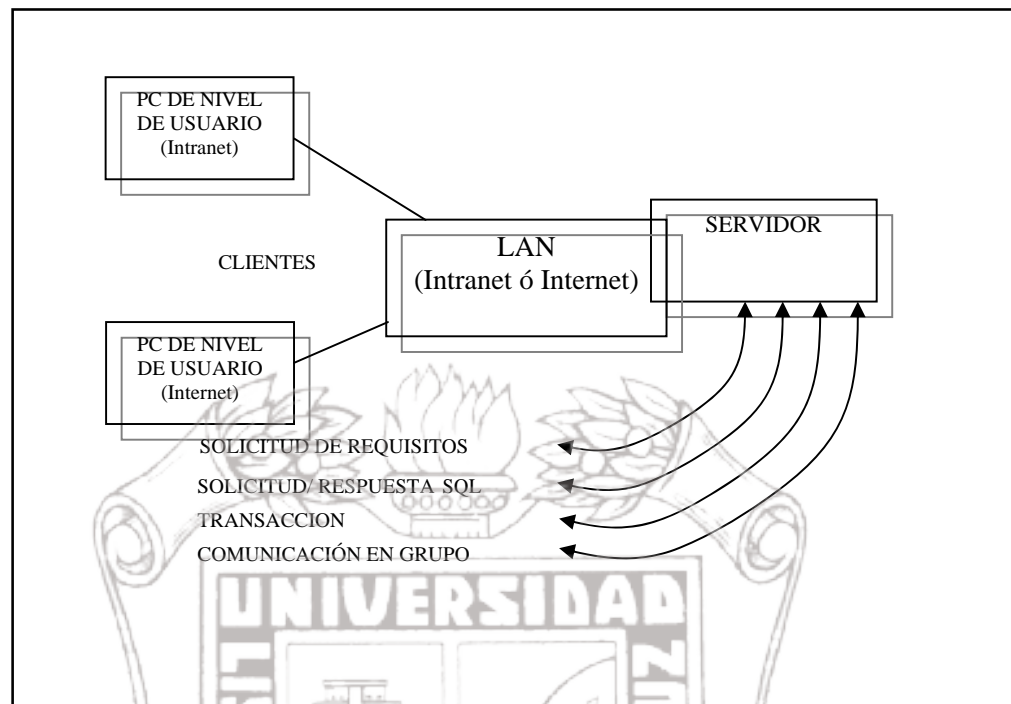 PC DE NIVEL
DE USUARIO
(Intranet)
SERVIDOR
LAN
(Intranet ó Internet)
CLIENTES
PC DE NIVEL
DE USUARIO
(Internet)
SOLICITUD DE REQUISITOS
SOLICITUD/ RESPUESTA SQL
TRANSACCION
COMUNICACIÓN EN GRUPO
UNIVERSIDAD